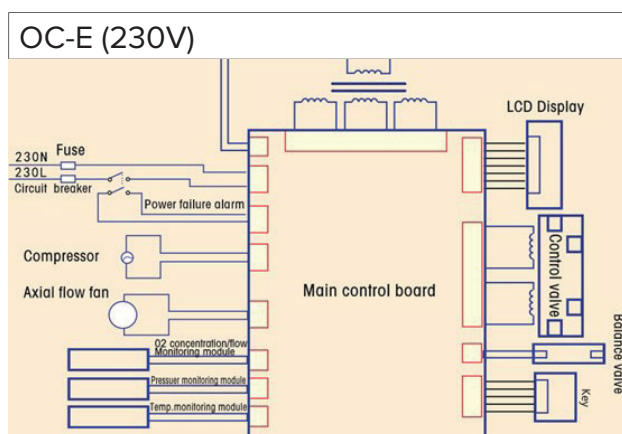 OC-E (230V)
LCD Display
Fuse
230N
230L
Circuit breaker
Power failure alarm
Compressor
Control valve
Main control board
Axial flow fan
O2 concentration/flow
Monitoring module
Balance valve
Pressuer monitoring module
Key
Temp.monitoring module